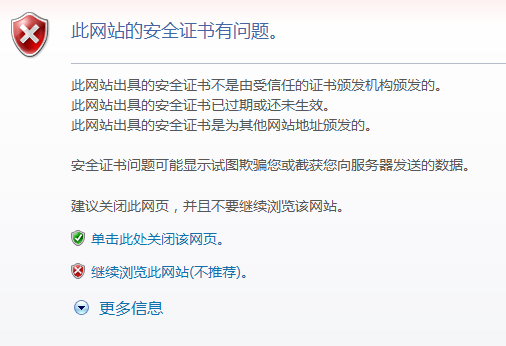 此网站的安全证书有问题。
此网站出具的安全证书不是由受信任的证书颁发机构颁发的。
此网站出具的安全证书已过期或还未生效。
此网站出具的安全证书是为其他网站地址颁发的。
安全证书问题可能显示试图欺骗您或截获您向服务器发送的数据。
建议关闭此网页，并且不要继续浏览该网站。
单击此处关闭该网页。
继续浏览此网站(不推荐)。
更多信息